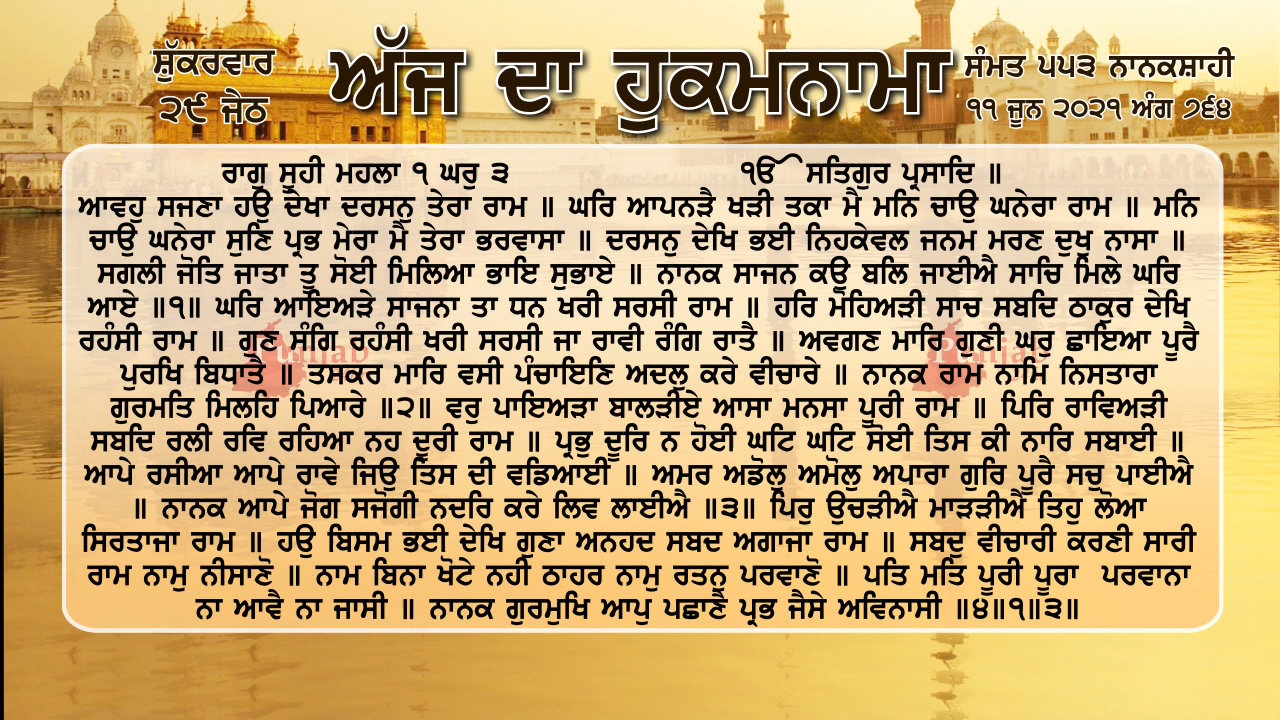 ਸ਼ੁੱਕਰਵਾਰ
੨੯ ਜੇਠ
ਅੱਜ ਦਾ ਹੁਕਮਨਾਮਾ
ਸੰਮਤ ੫੫੩ ਨਾਨਕਸ਼ਾਹੀ
੧੧ ਜੂਨ ੨੦੨੧ ਅੰਗ ੭੬੪
ਰਾਗੁ ਸੂਹੀ ਮਹਲਾ ੧ ਘਰੁ ੩ ੴ ਸਤਿਗੁਰ ਪ੍ਰਸਾਦਿ ॥
ਆਵਹੁ ਸਜਣਾ ਹਉ ਦੇਖਾ ਦਰਸਨੁ ਤੇਰਾ ਰਾਮ ॥ ਘਰਿ ਆਪਨੜੈ ਖੜੀ ਤਕਾ ਮੈ ਮਨਿ ਚਾਉ ਘਨੇਰਾ ਰਾਮ ॥ ਮਨਿ
ਚਾਉ ਘਨੇਰਾ ਸੁਣਿ ਪ੍ਰਭ ਮੇਰਾ ਮੈ ਤੇਰਾ ਭਰਵਾਸਾ ॥ ਦਰਸਨੁ ਦੇਖਿ ਭਈ ਨਿਹਕੇਵਲ ਜਨਮ ਮਰਣ ਦੁਖੁ ਨਾਸਾ ॥
ਸਗਲੀ ਜੋਤਿ ਜਾਤਾ ਤੂ ਸੋਈ ਮਿਲਿਆ ਭਾਇ ਸੁਭਾਏ ॥ ਨਾਨਕ ਸਾਜਨ ਕਉ ਬਲਿ ਜਾਈਐ ਸਾਚਿ ਮਿਲੇ ਘਰਿ
ਆਏ ॥੧॥ ਘਰਿ ਆਇਅੜੇ ਸਾਜਨਾ ਤਾ ਧਨ ਖਰੀ ਸਰਸੀ ਰਾਮ ॥ ਹਰਿ ਮੋਹਿਅੜੀ ਸਾਚ ਸਬਦਿ ਠਾਕੁਰ ਦੇਖਿ
ਰਹੰਸੀ ਰਾਮ ॥ ਗੁਣ ਸੰਗਿ ਰਹੰਸੀ ਖਰੀ ਸਰਸੀ ਜਾ ਰਾਵੀ ਰੰਗਿ ਰਾਤੈ ॥ ਅਵਗਣ ਮਾਰਿ ਗੁਣੀ ਘਰੁ ਛਾਇਆ ਪੂਰੈ
ਪੁਰਖਿ ਬਿਧਾਤੈ ॥ ਤਸਕਰ ਮਾਰਿ ਵਸੀ ਪੰਚਾਇਣਿ ਅਦਲੁ ਕਰੇ ਵੀਚਾਰੇ ॥ ਨਾਨਕ ਰਾਮ ਨਾਮਿ ਨਿਸਤਾਰਾ
ਗੁਰਮਤਿ ਮਿਲਹਿ ਪਿਆਰੇ ॥੨॥ ਵਰੁ ਪਾਇਅੜਾ ਬਾਲੜੀਏ ਆਸਾ ਮਨਸਾ ਪੂਰੀ ਰਾਮ ॥ ਪਿਰਿ ਰਾਵਿਅੜੀ
ਸਬਦਿ ਰਲੀ ਰਵਿ ਰਹਿਆ ਨਹ ਦੂਰੀ ਰਾਮ ॥ ਪ੍ਰਭੁ ਦੂਰਿ ਨ ਹੋਈ ਘਟਿ ਘਟਿ ਸੋਈ ਤਿਸ ਕੀ ਨਾਰਿ ਸਬਾਈ ॥
ਆਪੇ ਰਸੀਆ ਆਪੇ ਰਾਵੇ ਜਿਉ ਤਿਸ ਦੀ ਵਡਿਆਈ ॥ ਅਮਰ ਅਡੋਲੁ ਅਮੋਲੁ ਅਪਾਰਾ ਗੁਰਿ ਪੂਰੈ ਸਚੁ ਪਾਈਐ
॥ ਨਾਨਕ ਆਪੇ ਜੋਗ ਸਜੋਗੀ ਨਦਰਿ ਕਰੇ ਲਿਵ ਲਾਈਐ ॥੩॥ ਪਿਰੁ ਉਚੜੀਐ ਮਾੜੜੀਐ ਤਿਹੁ ਲੋਆ
ਸਿਰਤਾਜਾ ਰਾਮ ॥ ਹਉ ਬਿਸਮ ਭਈ ਦੇਖਿ ਗੁਣਾ ਅਨਹਦ ਸਬਦ ਅਗਾਜਾ ਰਾਮ ॥ ਸਬਦੁ ਵੀਚਾਰੀ ਕਰਣੀ ਸਾਰੀ
ਰਾਮ ਨਾਮੁ ਨੀਸਾਣੋ ॥ ਨਾਮ ਬਿਨਾ ਖੋਟੇ ਨਹੀ ਠਾਹਰ ਨਾਮੁ ਰਤਨੁ ਪਰਵਾਣੋ ॥ ਪਤਿ ਮਤਿ ਪੂਰੀ ਪੂਰਾ ਪਰਵਾਨਾ
ਨਾ ਆਵੈ ਨਾ ਜਾਸੀ ॥ ਨਾਨਕ ਗੁਰਮੁਖਿ ਆਪੁ ਪਛਾਣੈ ਪ੍ਰਭ ਜੈਸੇ ਅਵਿਨਾਸੀ ॥੪॥੧॥੩॥